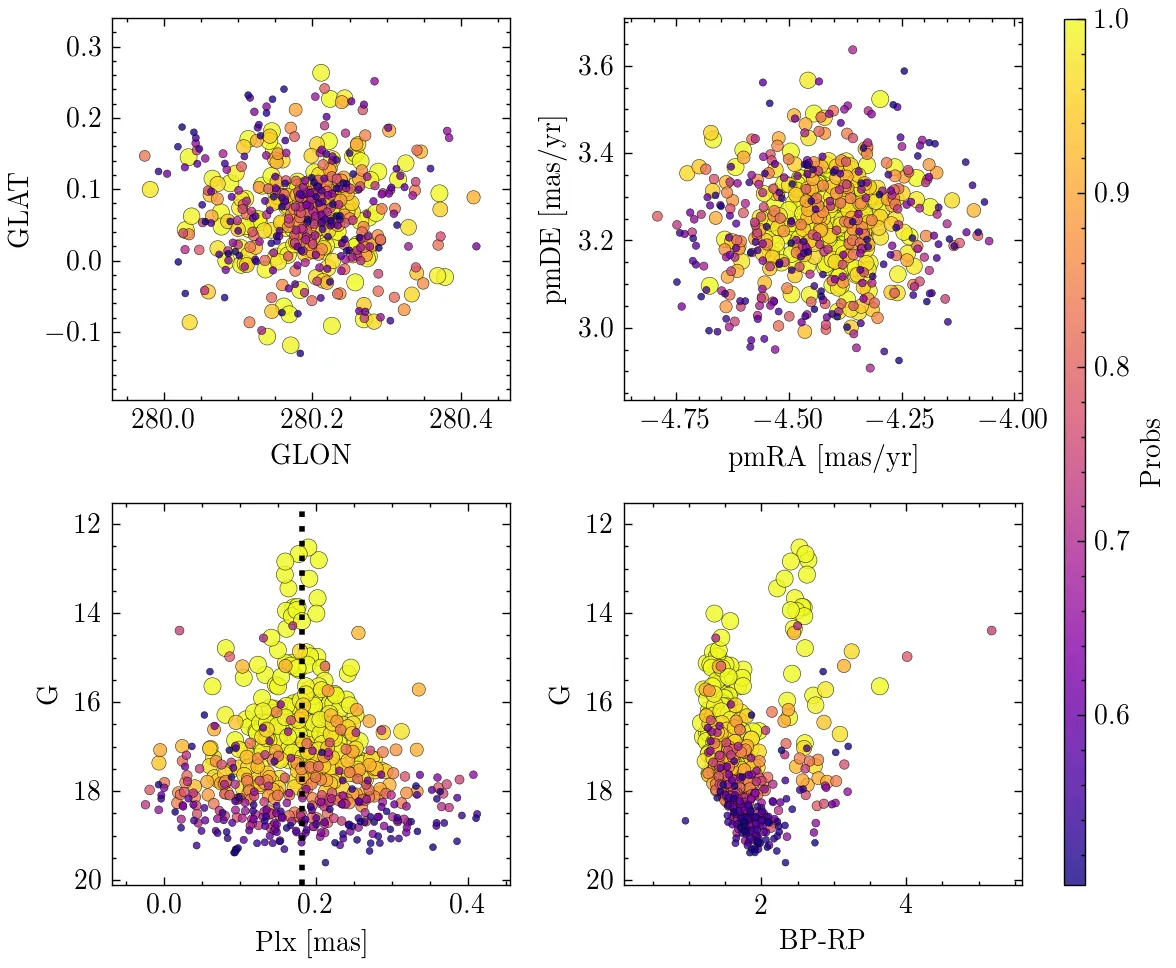 0.3
0.2
0.1
0.0
−0.1
GLAT
280.0 280.2 280.4
GLON
3.6
3.4
3.2
3.0
pmDE [mas/yr]
−4.75 −4.50 −4.25 −4.00
pmRA [mas/yr]
12
14
16
18
20
G
0.0 0.2 0.4
Plx [mas]
12
14
16
18
20
G
2 4
BP-RP
1.0
0.9
0.8
0.7
0.6
Probs